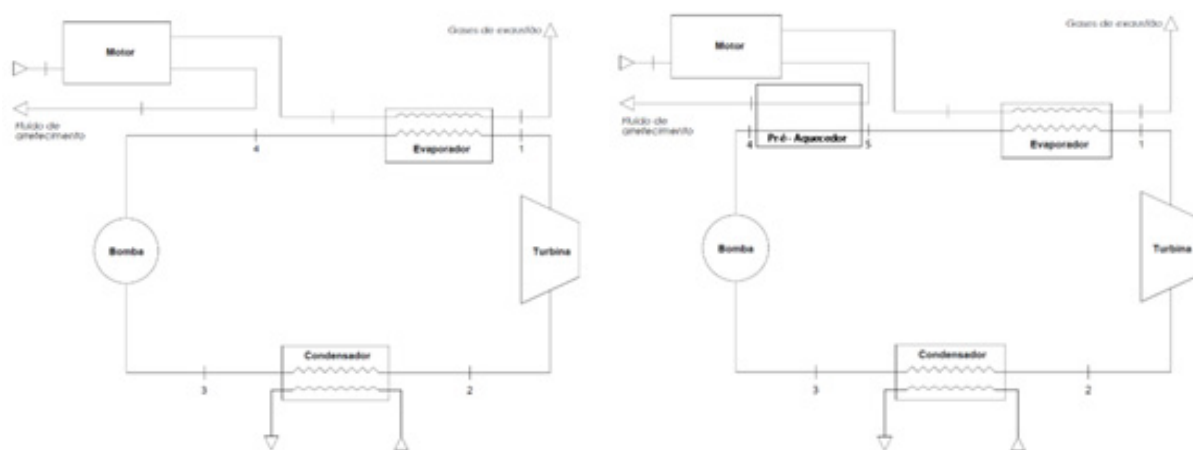 Gases de exaustão
Motor
Fluido de
arrefecimento
4
Evaporador
1
Bomba
Turbina
Condensador
3
2
Gases de exaustão
Motor
Fluido de
arrefecimento
4
Pré-Aquecedor
5
Evaporador
1
Bomba
Turbina
Condensador
3
2